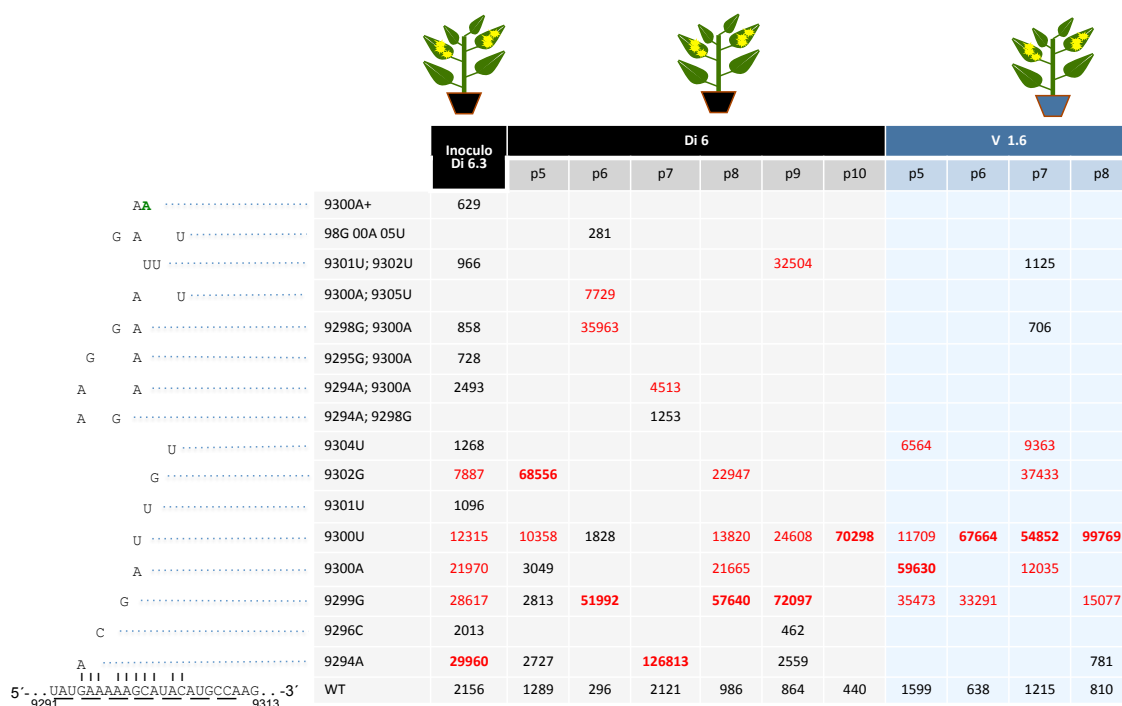 Inoculo Di 6.3 Di 6 V 1.6
p5 p6 p7 p8 p9 p10 p5 p6 p7 p8
AA 9300A+ 629
G A U 98G 00A 05U 281
UU 9301U; 9302U 966 32504 1125
A U 9300A; 9305U 7729
G A 9298G; 9300A 858 35963 706
G A 9295G; 9300A 728
A A 9294A; 9300A 2493 4513
A G 9294A; 9298G 1253
U 9304U 1268 6564 9363
G 9302G 7887 68556 22947 37433
U 9301U 1096
U 9300U 12315 10358 1828 13820 24608 70298 11709 67664 54852 99769
A 9300A 21970 3049 21665 59630 12035
G 9299G 28617 2813 51992 57640 72097 35473 33291 15077
C 9296C 2013 462
A 9294A 29960 2727 126813 2559 781
5´-...UAUGAAAAAGCAUACAUGCCAAG...-3´ WT 2156 1289 296 2121 986 864 440 1599 638 1215 810
9291 9313